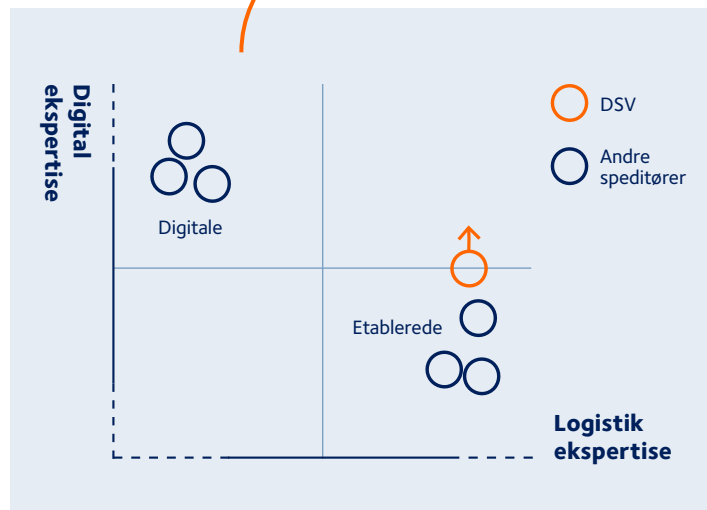 Digital
ekspertise
DSV
Andre
speditører
Digitale
Etablerede
Logistik
ekspertise